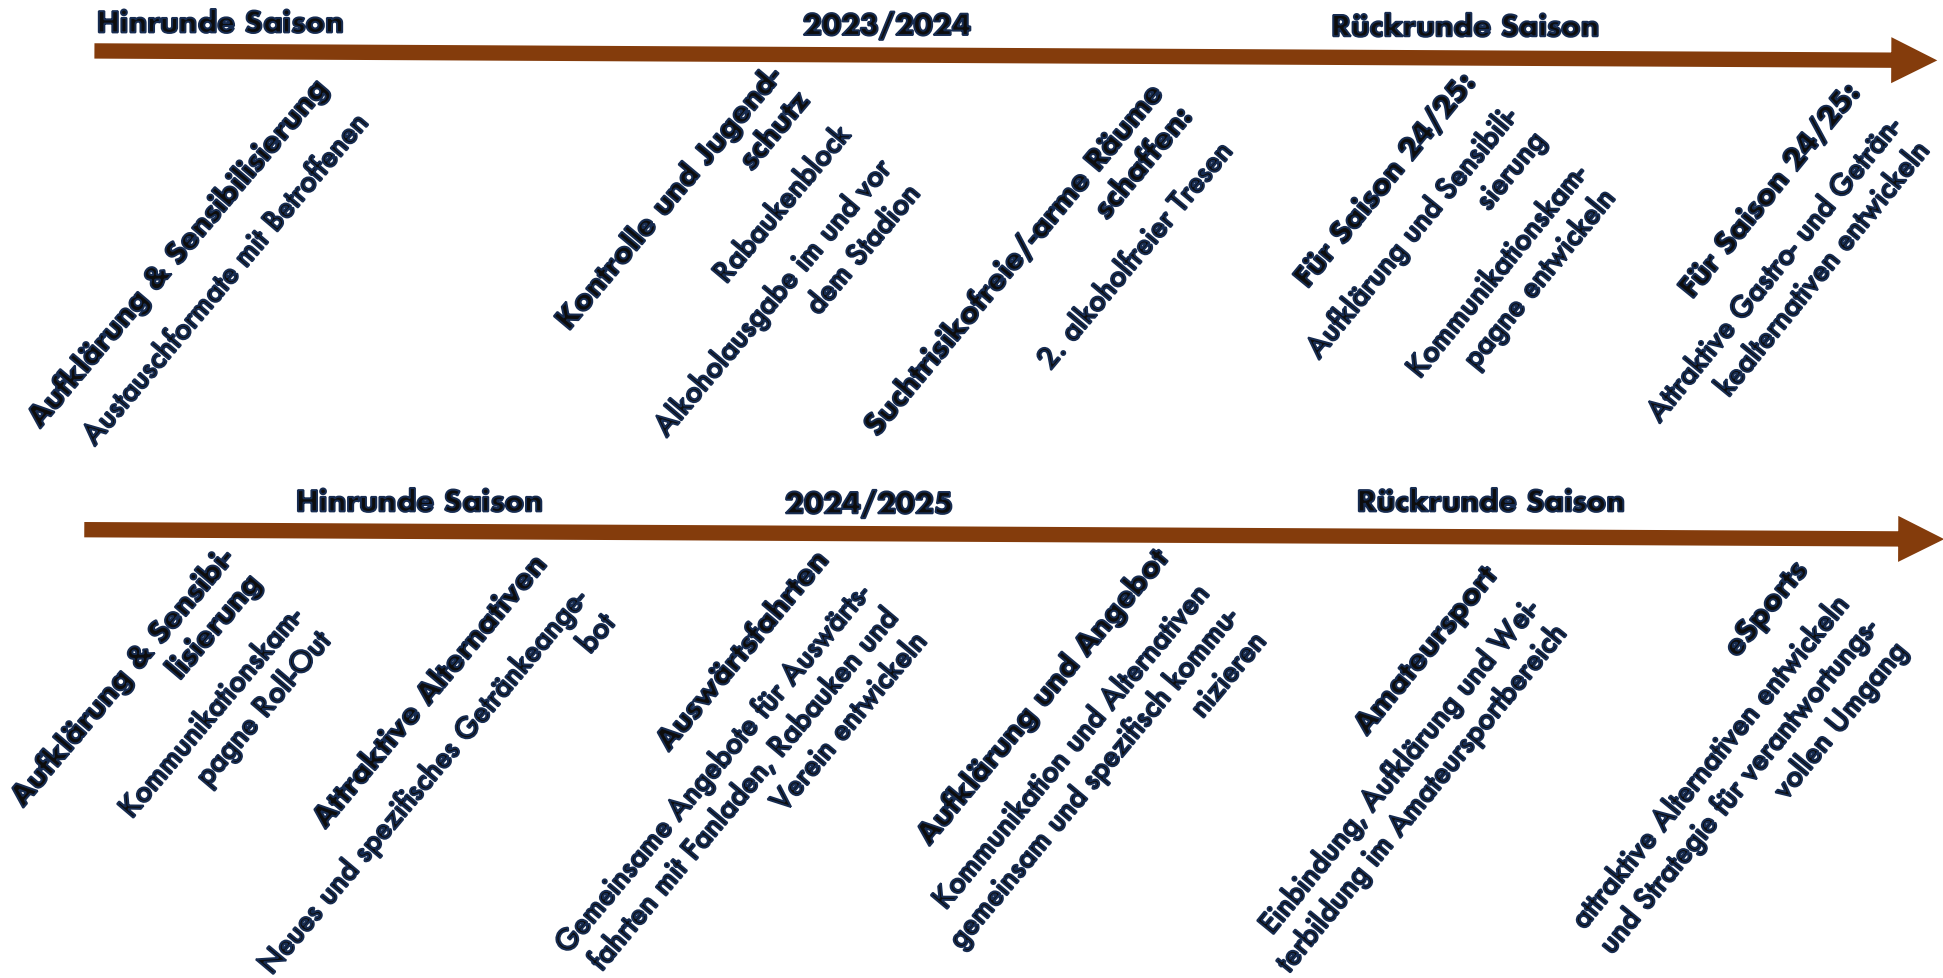 Hinrunde Saison
2023/2024
Rückrunde Saison
Aufklärung & Sensibilisierung
Austauschformate mit Betroffenen
Kontrolle und Jugend-
schutz
Rabaukenblock
Alkoholausgabe im und vor
dem Stadion
Suchtrisikofreie/-arme Räume
schaffen:
2. alkoholfreier Tresen
Für Saison 24/25:
Aufklärung und Sensibili-
sierung
Kommunikationskam-
pagne entwickeln
Für Saison 24/25:
Attraktive Gastro- und Geträn-
kealternativen entwickeln
Hinrunde Saison
2024/2025
Rückrunde Saison
Aufklärung & Sensibi-
lisierung
Kommunikationskam-
pagne Roll-Out
Attraktive Alternativen
Neues und spezifisches Getränkeange-
bot
Auswärtsfahrten
Gemeinsame Angebote für Auswärts-
fahrten mit Fanladen, Rabauken und
Verein entwickeln
Aufklärung und Angebot
Kommunikation und Alternativen
gemeinsam und spezifisch kommu-
nizieren
Amateursport
Einbindung, Aufklärung und Wei-
terbildung im Amateursportbereich
eSports
attraktive Alternativen entwickeln
und Strategie für verantwortungs-
vollen Umgang